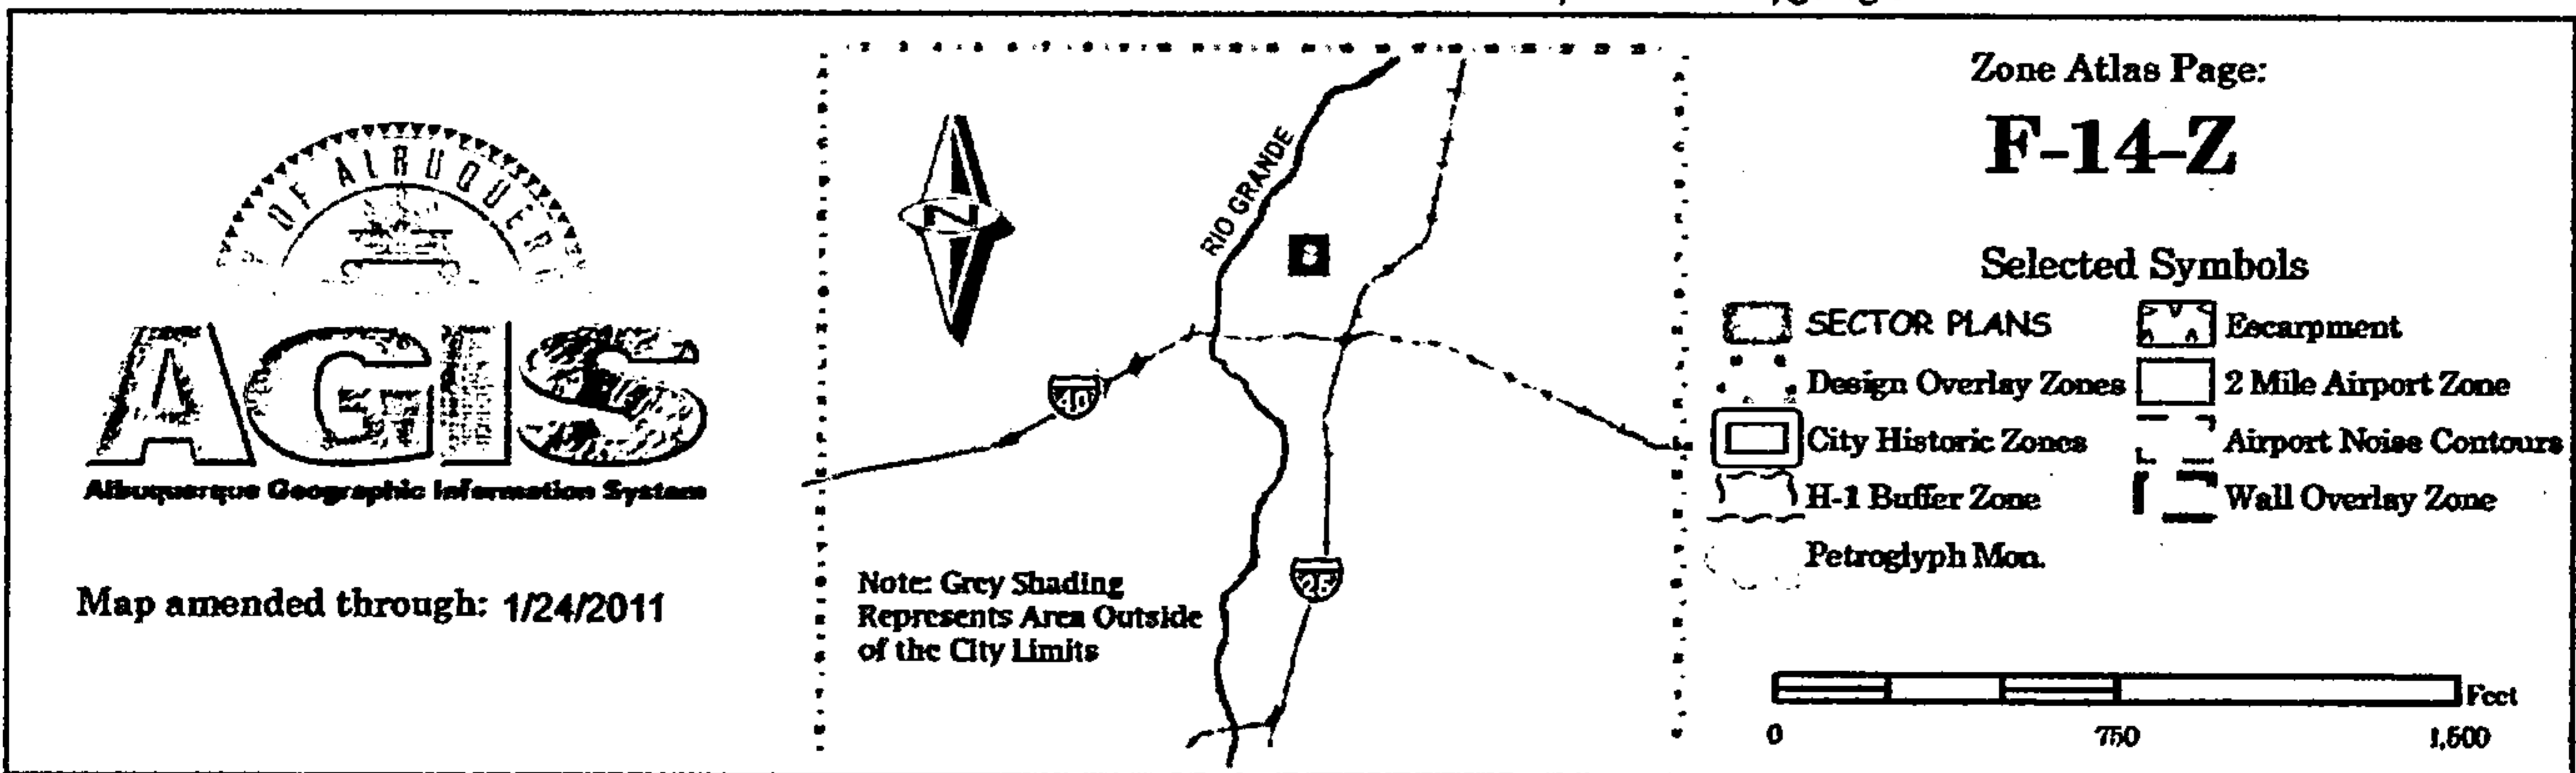 OF ALBUQUERQ
AGIS
Albuquerque Geographic Information System
Map amended through: 1/24/2011
N
RIO GRANDE
40
25
Note: Grey Shading
Represents Area Outside
of the City Limits
Zone Atlas Page:
F-14-Z
Selected Symbols
SECTOR PLANS
Design Overlay Zones
City Historic Zones
H-1 Buffer Zone
Petroglyph Mon.
Escarpment
2 Mile Airport Zone
Airport Noise Contours
Wall Overlay Zone
Feet
0 750 1,500